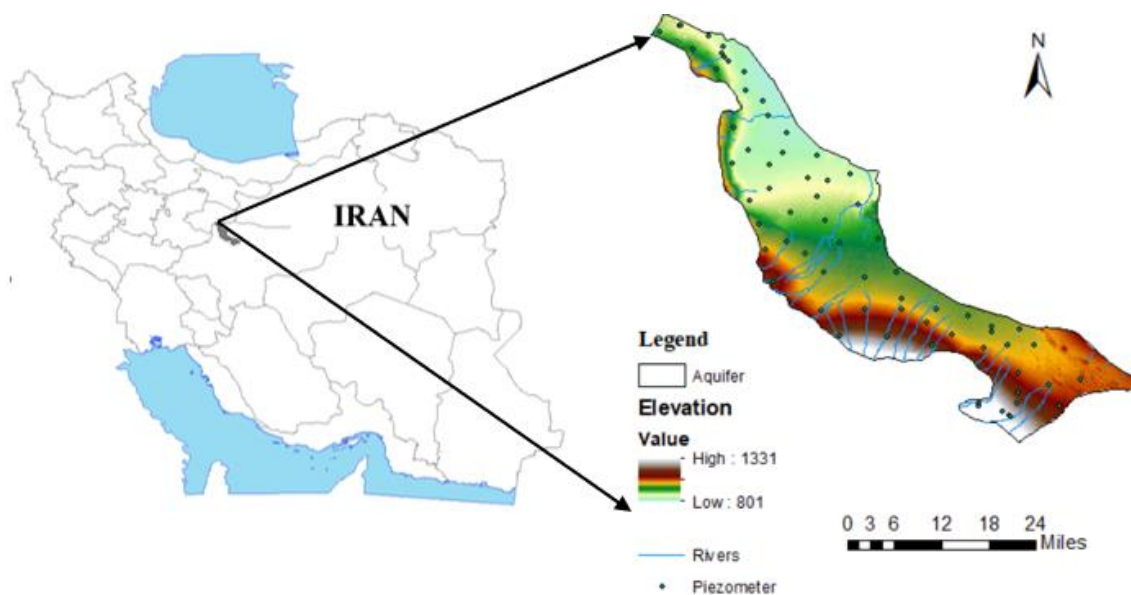 N
IRAN
Legend
Aquifer
Elevation
Value
High : 1331
Low : 801
0 3 6 12 18 24
Miles
Rivers
Piezometer